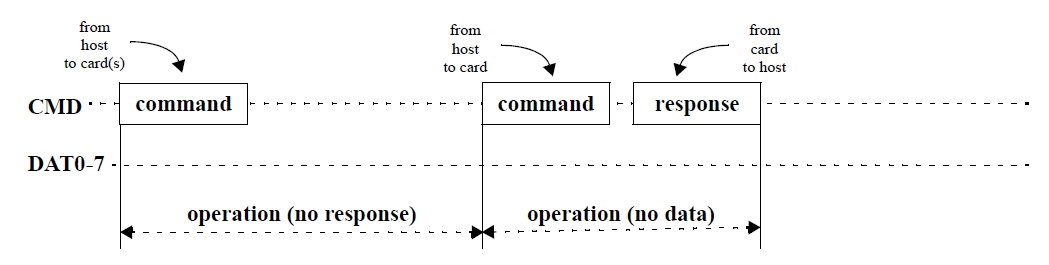 from
host
to card(s)
from
host
to card
from
card
to host
CMD
command
command
response
DAT0-7
operation (no response)
operation (no data)